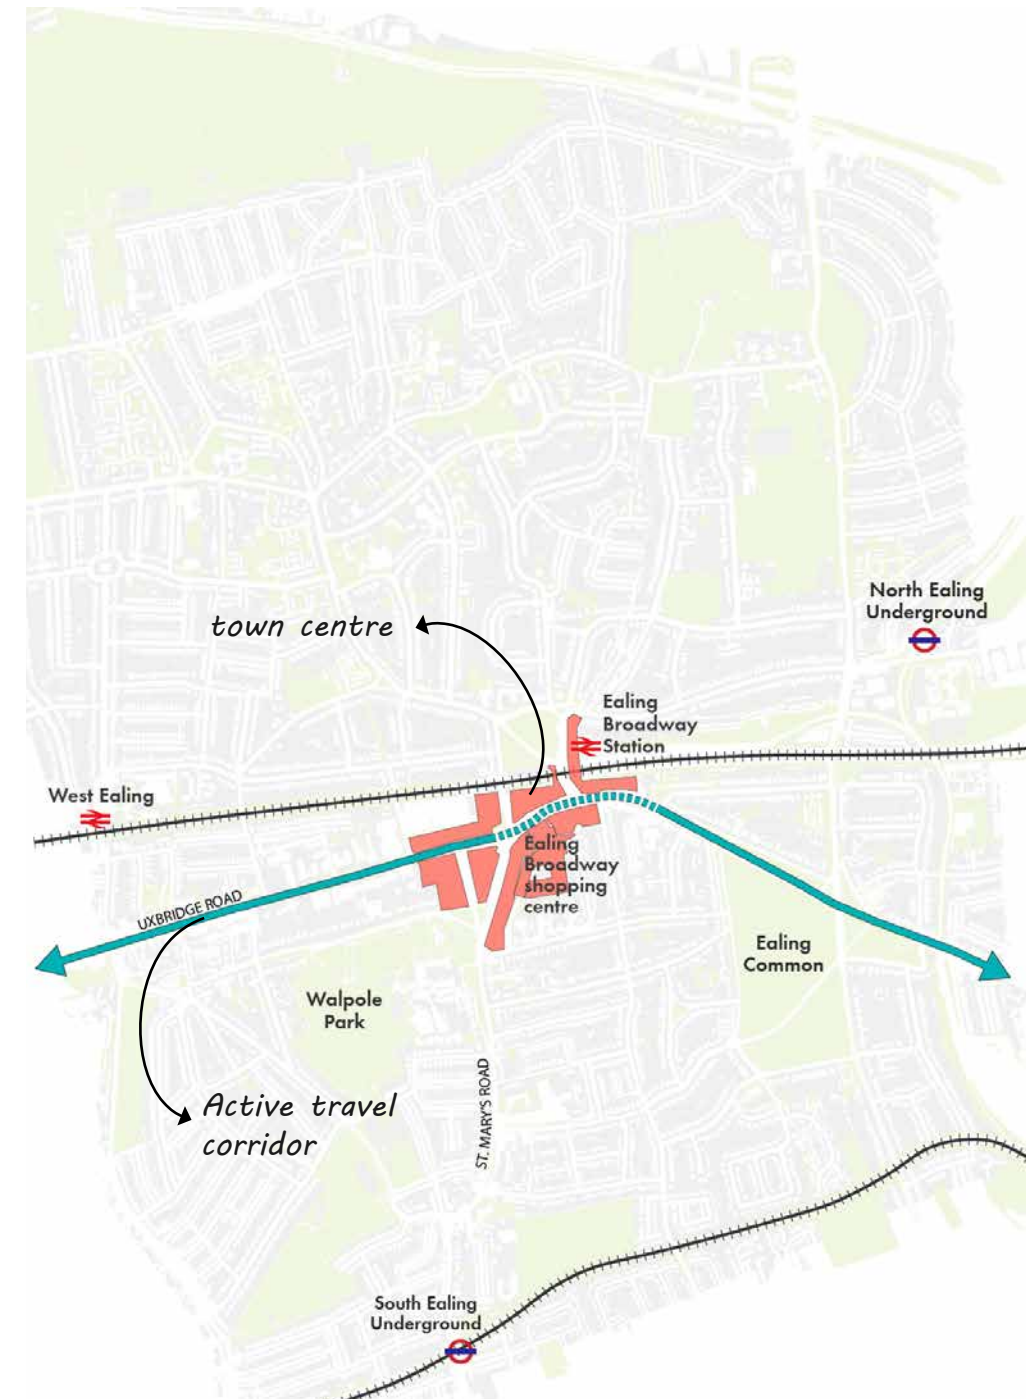 North Ealing
Underground
town centre
Ealing
Broadway
Station
West Ealing
Ealing
Broadway
shopping
centre
UXBRIDGE ROAD
Ealing
Common
Walpole
Park
ST. MARY'S ROAD
Active travel
corridor
South Ealing
Underground